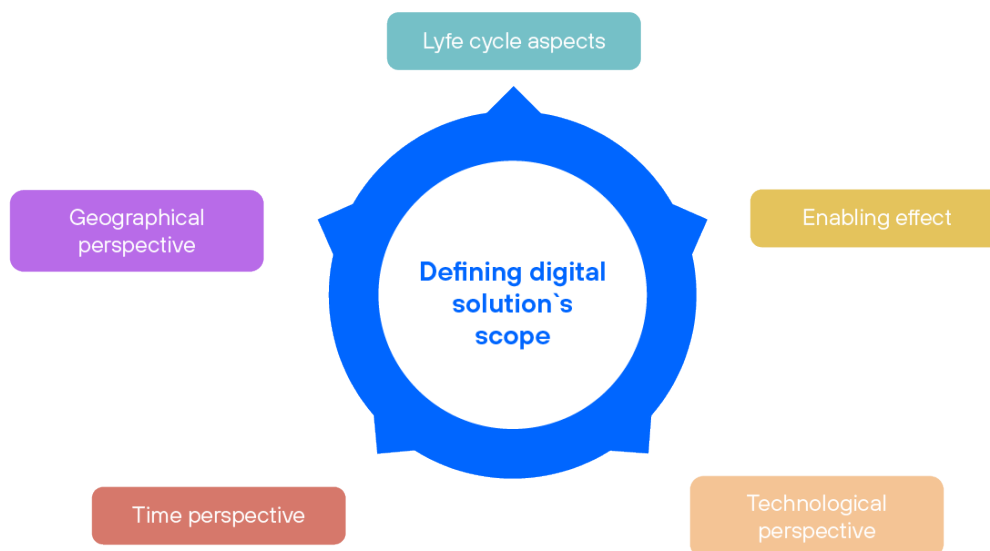 Lyfe cycle aspects
Geographical
perspective
Enabling effect
Defining digital
solution`s
scope
Time perspective
Technological
perspective